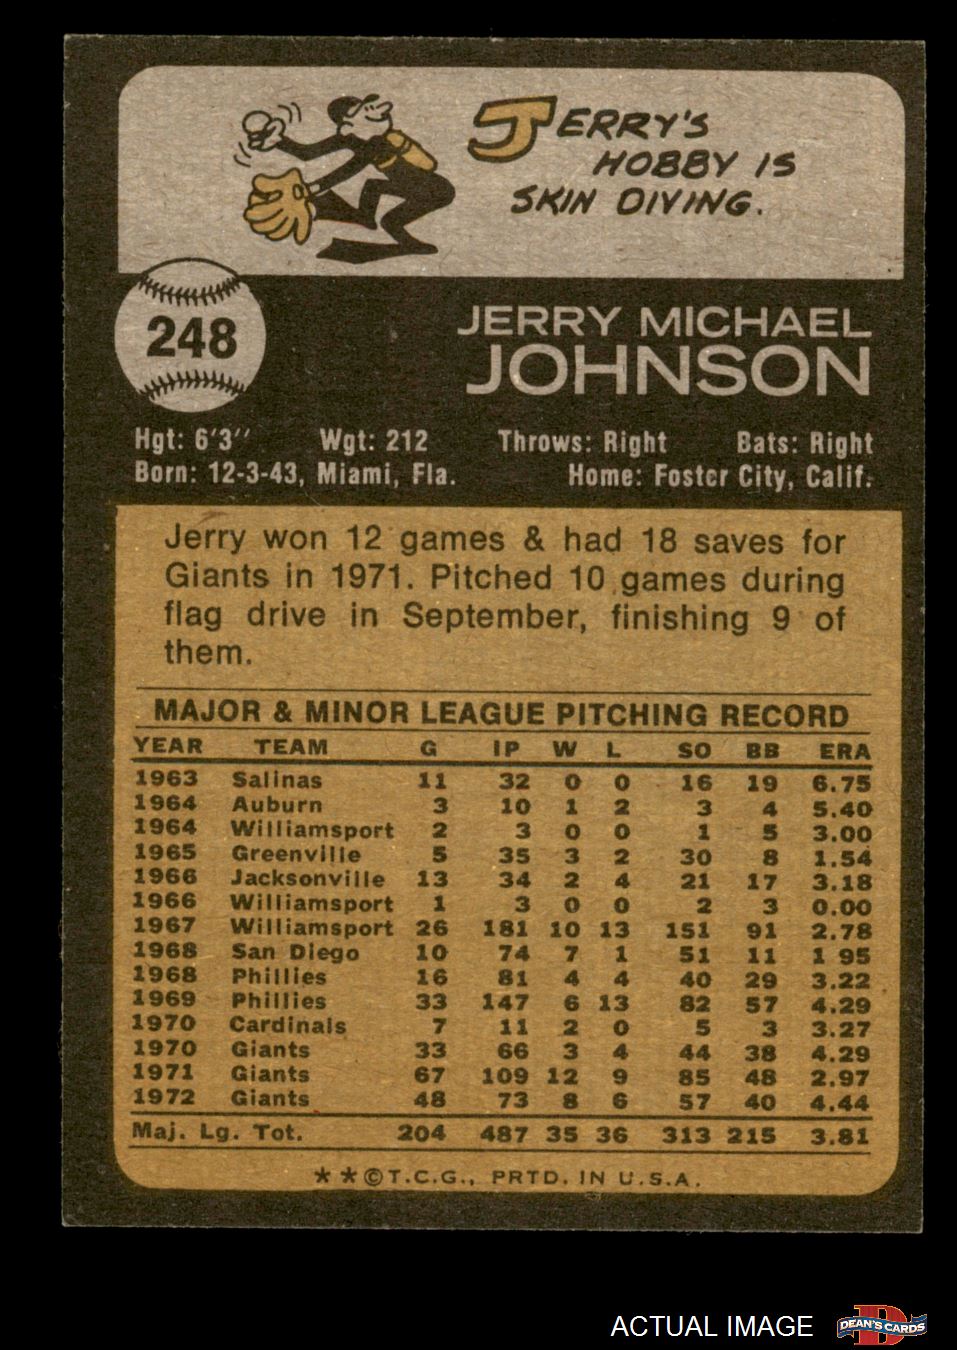 JERRY'S
HOBBY IS
SKIN DIVING.
248
JERRY MICHAEL
JOHNSON
Hgt: 6'3" Wgt: 212 Throws: Right Bats: Right
Born: 12-3-43, Miami, Fla. Home: Foster City, Calif.
Jerry won 12 games & had 18 saves for
Giants in 1971. Pitched 10 games during
flag drive in September, finishing 9 of
them.
MAJOR & MINOR LEAGUE PITCHING RECORD
YEAR TEAM G IP W L SO BB ERA
1963 Salinas 11 32 0 0 16 19 6.75
1964 Auburn 3 10 1 2 3 4 5.40
1964 Williamsport 2 3 0 0 1 5 3.00
1965 Greenville 5 35 3 2 30 8 1.54
1966 Jacksonville 13 34 2 4 21 17 3.18
1966 Williamsport 1 3 0 0 2 3 0.00
1967 Williamsport 26 181 10 13 151 91 2.78
1968 San Diego 10 74 7 1 51 11 1 95
1968 Phillies 16 81 4 4 40 29 3.22
1969 Phillies 33 147 6 13 82 57 4.29
1970 Cardinals 7 11 2 0 5 3 3.27
1970 Giants 33 66 3 4 44 38 4.29
1971 Giants 67 109 12 9 85 48 2.97
1972 Giants 48 73 8 6 57 40 4.44
Maj. Lg. Tot. 204 487 35 36 313 215 3.81
**©T.C.G., PRTD. IN U.S.A.
ACTUAL IMAGE
D
DEAN'S CARDS